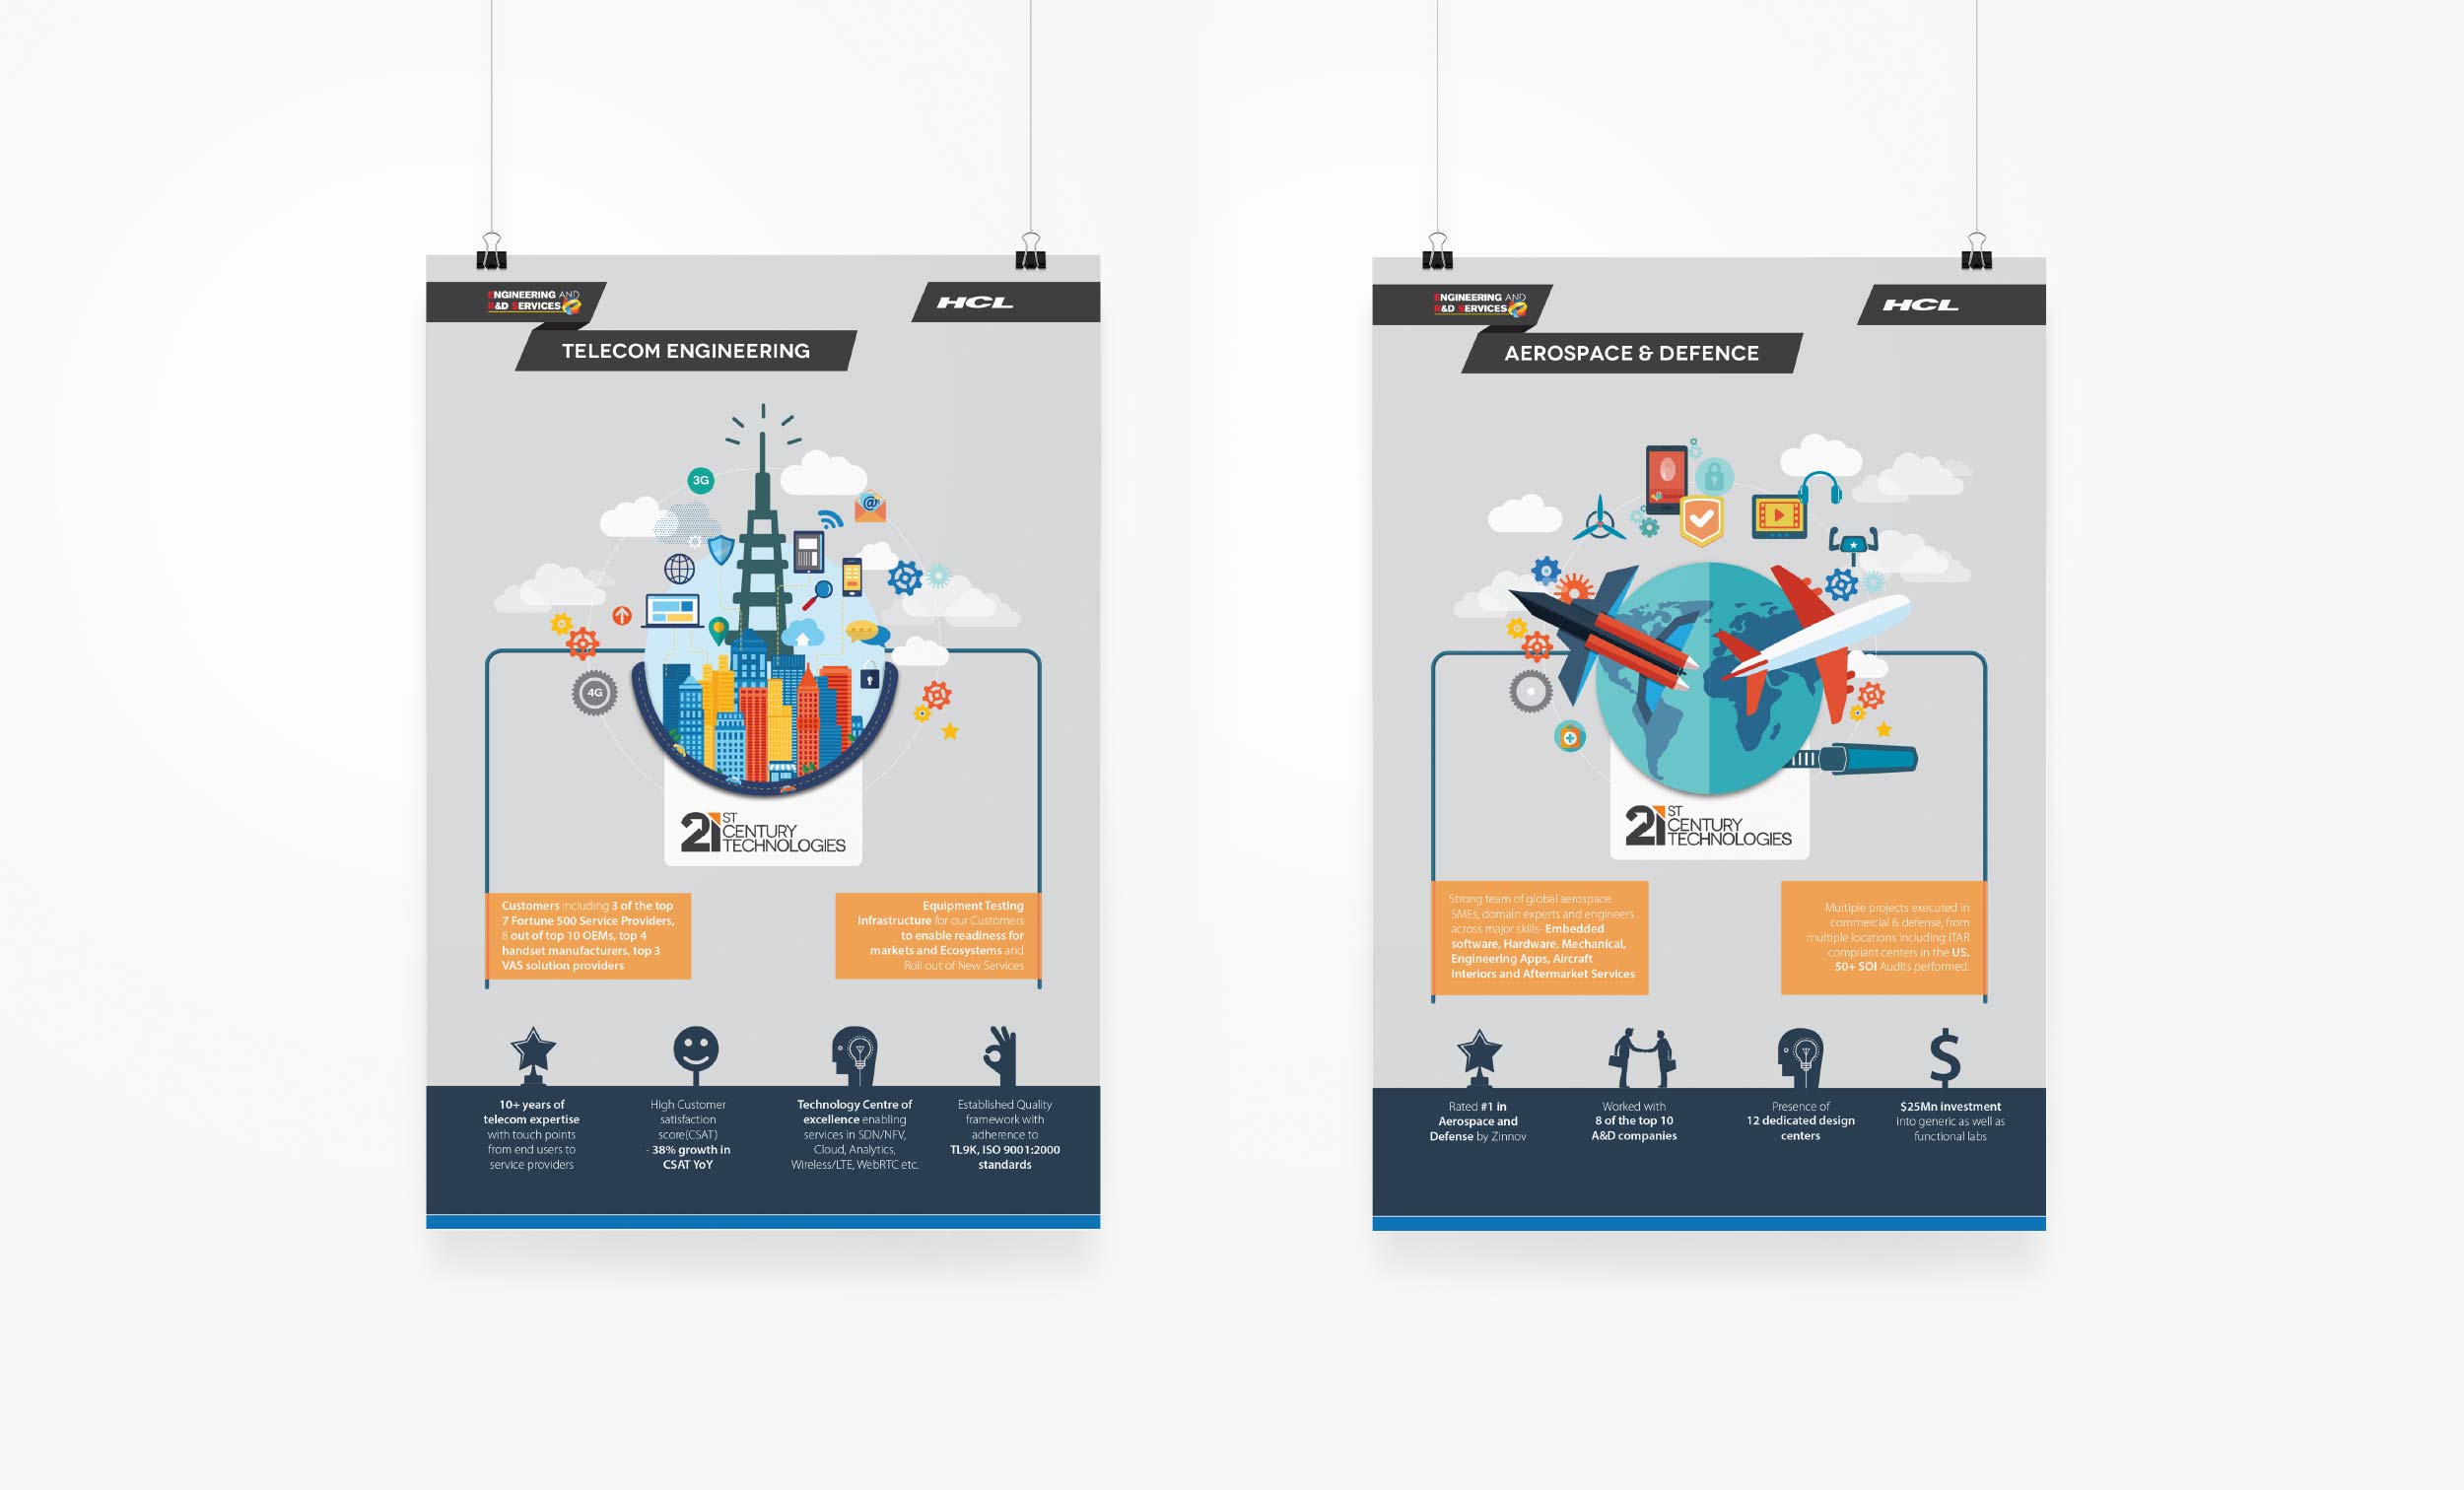 ENGINEERING AND
R&D SERVICES
HCL
TELECOM ENGINEERING
3G
@
4G
21ST
CENTURY
TECHNOLOGIES
Customers including 3 of the top
7 Fortune 500 Service Providers,
8 out of top 10 OEMs, top 4
handset manufacturers, top 3
VAS solution providers
Equipment Testing
Infrastructure for our Customers
to enable readiness for
markets and Ecosystems and
Roll out of New Services
10+ years of
telecom expertise
with touch points
from end users to
service providers
High Customer
satisfaction
score(CSAT)
- 38% growth in
CSAT YoY
Technology Centre of
excellence enabling
services in SDN/NFV,
Cloud, Analytics,
Wireless/LTE, WebRTC etc.
Established Quality
framework with
adherence to
TL9K, ISO 9001:2000
standards
ENGINEERING AND
R&D SERVICES
HCL
AEROSPACE & DEFENCE
21ST
CENTURY
TECHNOLOGIES
Strong team of global aerospace
SMEs, domain experts and engineers
across major skills- Embedded
software, Hardware, Mechanical,
Engineering Apps, Aircraft
Interiors and Aftermarket Services
Multiple projects executed in
commercial & defense, from
multiple locations including ITAR
compliant centers in the US.
50+ SOI Audits performed.
Rated #1 in
Aerospace and
Defense by Zinnov
Worked with
8 of the top 10
A&D companies
Presence of
12 dedicated design
centers
$25Mn investment
into generic as well as
functional labs